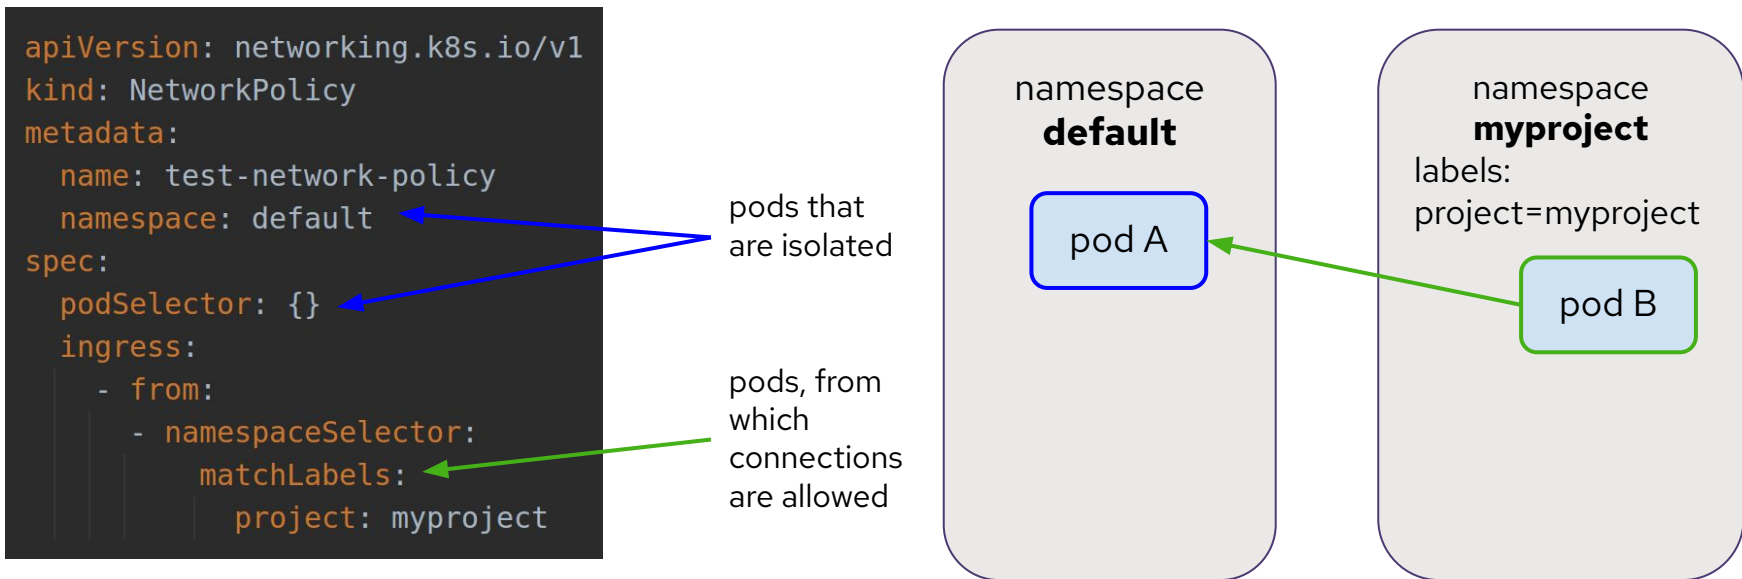 apiVersion: networking.k8s.io/v1
kind: NetworkPolicy
metadata:
  name: test-network-policy
  namespace: default
spec:
  podSelector: {}
  ingress:
    - from:
      - namespaceSelector:
          matchLabels:
            project: myproject
pods that
are isolated
pods, from
which
connections
are allowed
namespace
default
pod A
namespace
myproject
labels:
project=myproject
pod B